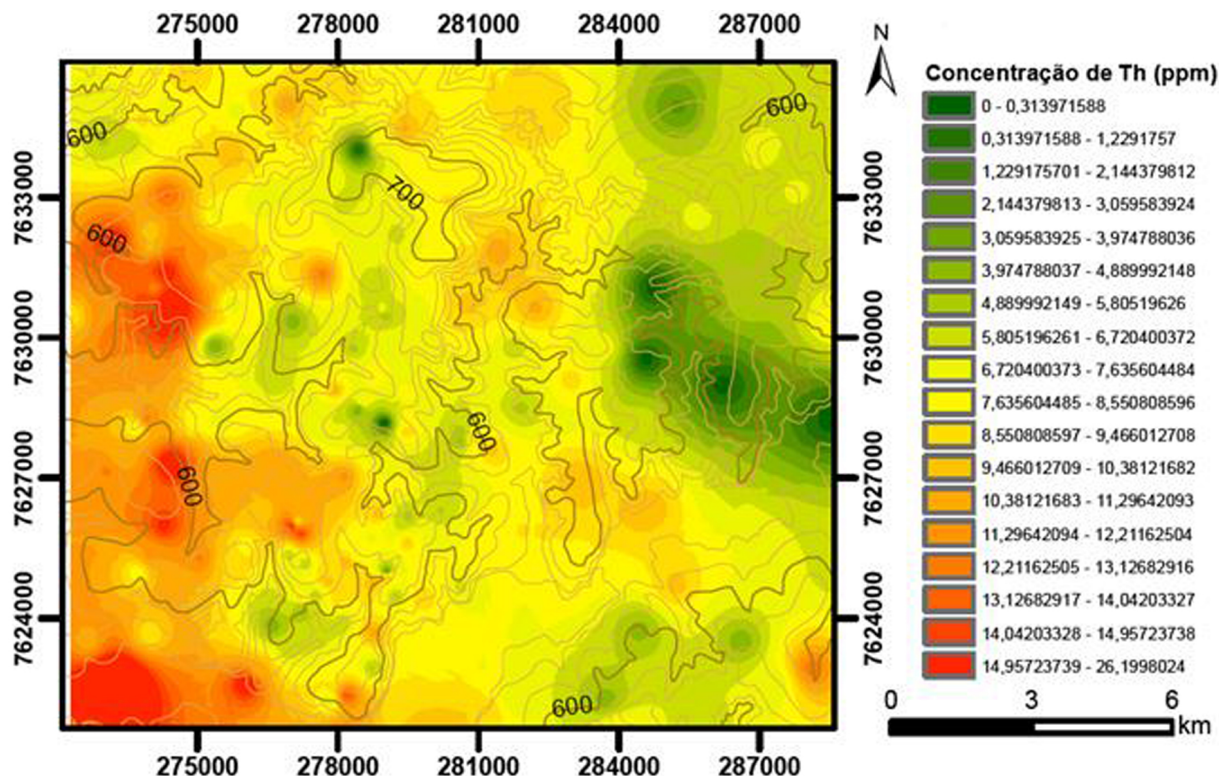 275000 278000 281000 284000 287000
N
Concentração de Th (ppm)
0 - 0,313971588
0,313971588 - 1,2291757
1,229175701 - 2,144379812
2,144379813 - 3,059583924
3,059583925 - 3,974788036
3,974788037 - 4,889992148
4,889992149 - 5,80519626
5,805196261 - 6,720400372
6,720400373 - 7,635604484
7,635604485 - 8,550808596
8,550808597 - 9,466012708
9,466012709 - 10,38121682
10,38121683 - 11,29642093
11,29642094 - 12,21162504
12,21162505 - 13,12682916
13,12682917 - 14,04203327
14,04203328 - 14,95723738
14,95723739 - 26,1998024
600
600
7633000
7633000
700
600
7630000
7630000
600
7627000
7627000
600
7624000
7624000
600
0 3 6
km
275000 278000 281000 284000 287000